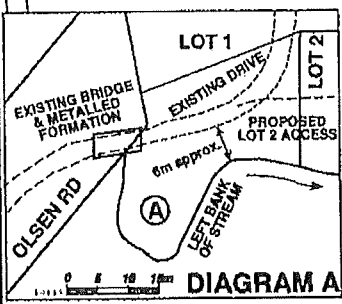 LOT 1
LOT 2
EXISTING DRIVE
EXISTING BRIDGE
& METALLED
FORMATION
PROPOSED
LOT 2 ACCESS
6m approx.
OLSEN RD
A
LEFT BANK
OF STREAM
0 5 10 15m
DIAGRAM A